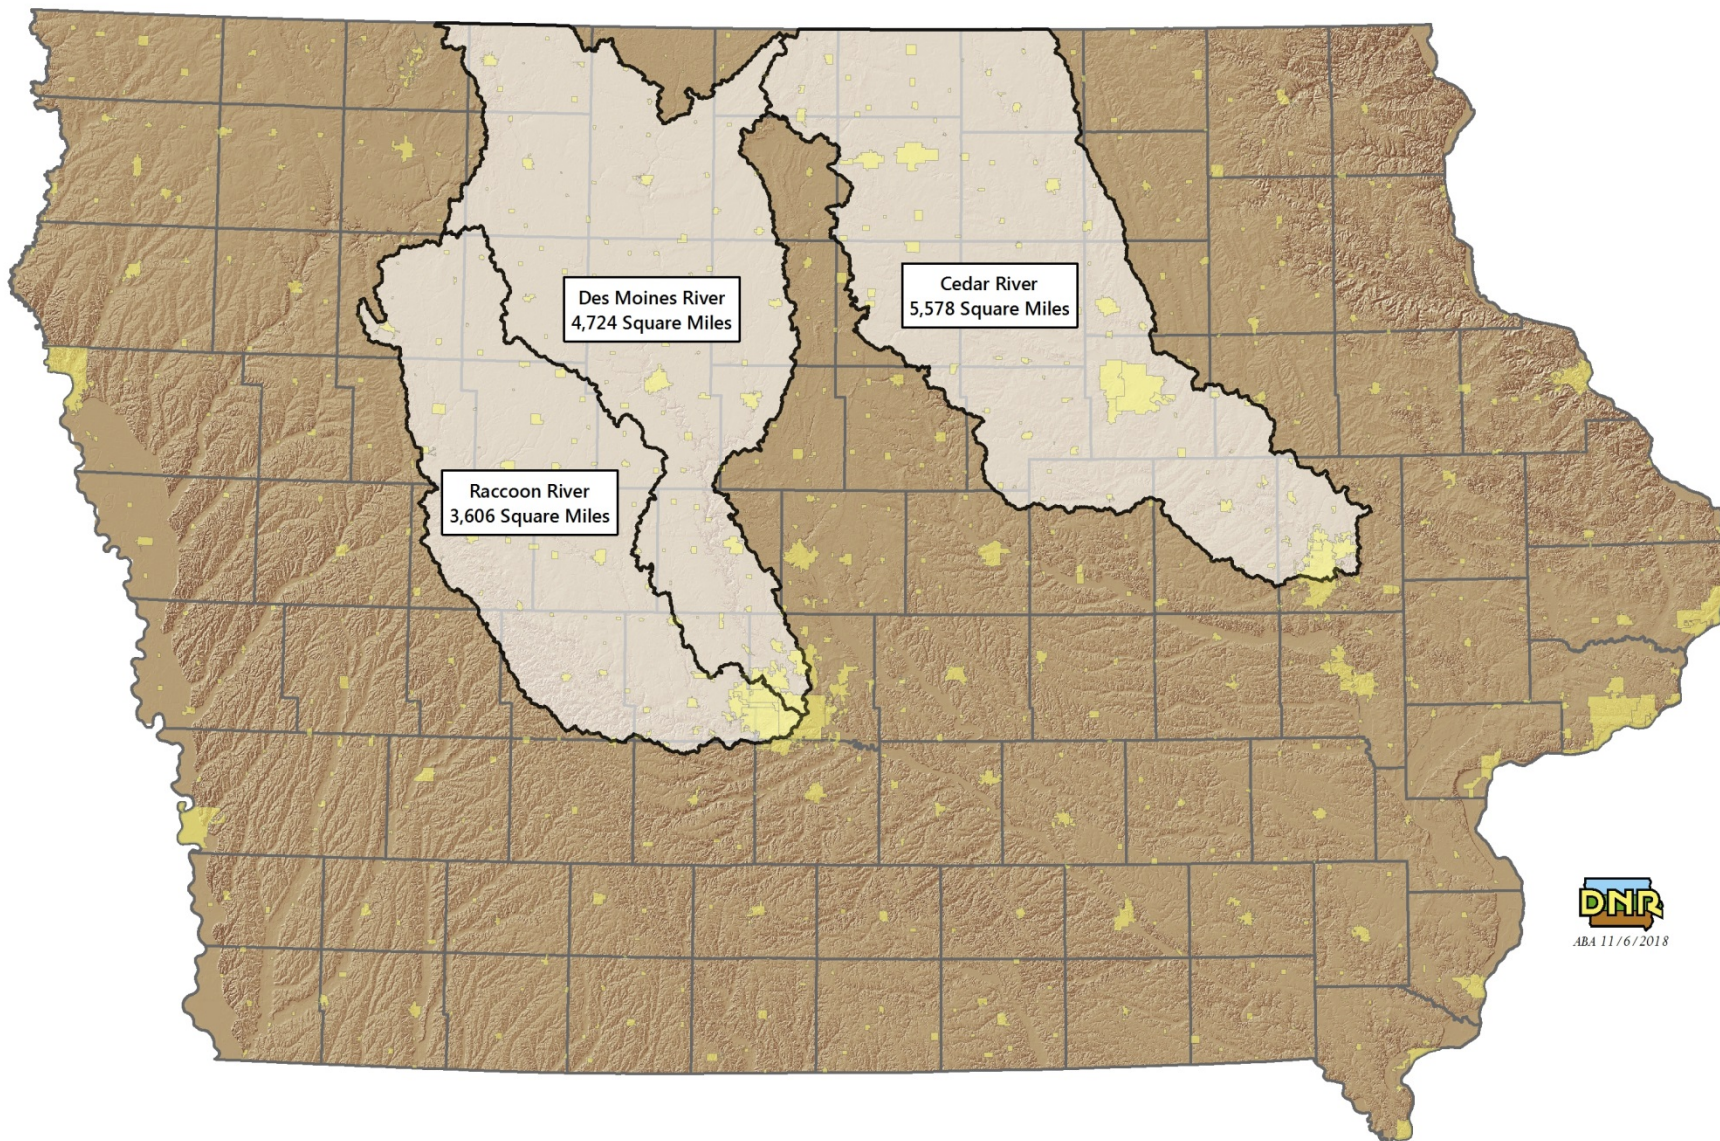 Des Moines River
4,724 Square Miles
Cedar River
5,578 Square Miles
Raccoon River
3,606 Square Miles
DNR
ABA 11/6/2018